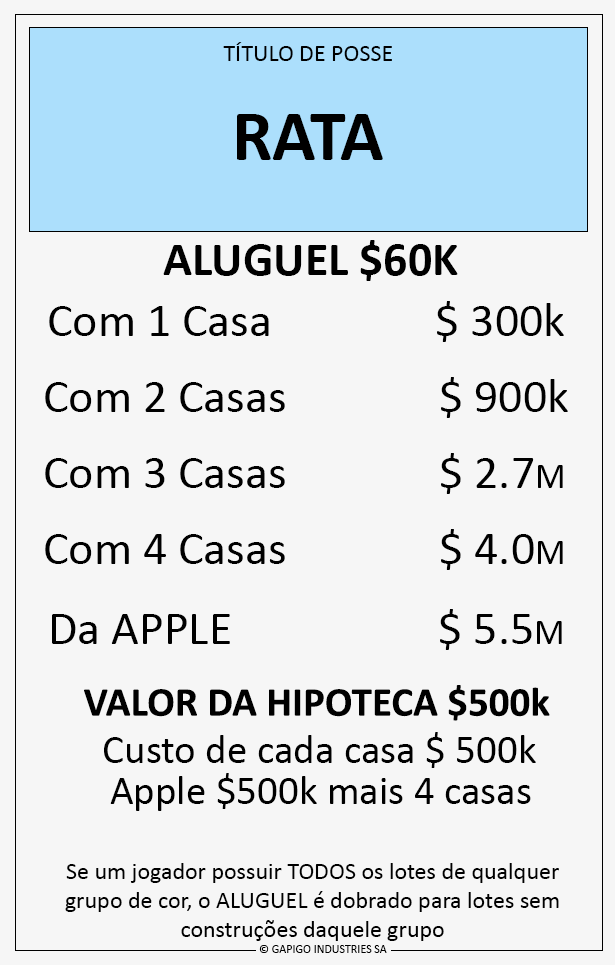 TÍTULO DE POSSE
RATA
ALUGUEL $60K
Com 1 Casa $ 300k
Com 2 Casas $ 900k
Com 3 Casas $ 2.7M
Com 4 Casas $ 4.0M
Da APPLE $ 5.5M
VALOR DA HIPOTECA $500k
Custo de cada casa $ 500k
Apple $500k mais 4 casas
Se um jogador possuir TODOS os lotes de qualquer
grupo de cor, o ALUGUEL é dobrado para lotes sem
construções daquele grupo
© GAPIGO INDUSTRIES SA